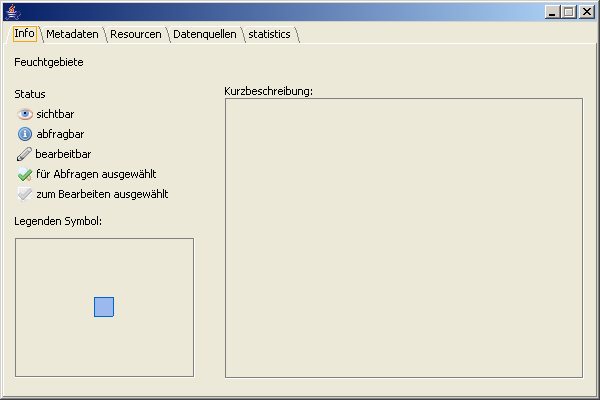 Info Metadaten Resourcen Datenquellen statistics
Feuchtgebiete
Status
sichtbar
abfragbar
bearbeitbar
für Abfragen ausgewählt
zum Bearbeiten ausgewählt
Legenden Symbol:
Kurzbeschreibung: